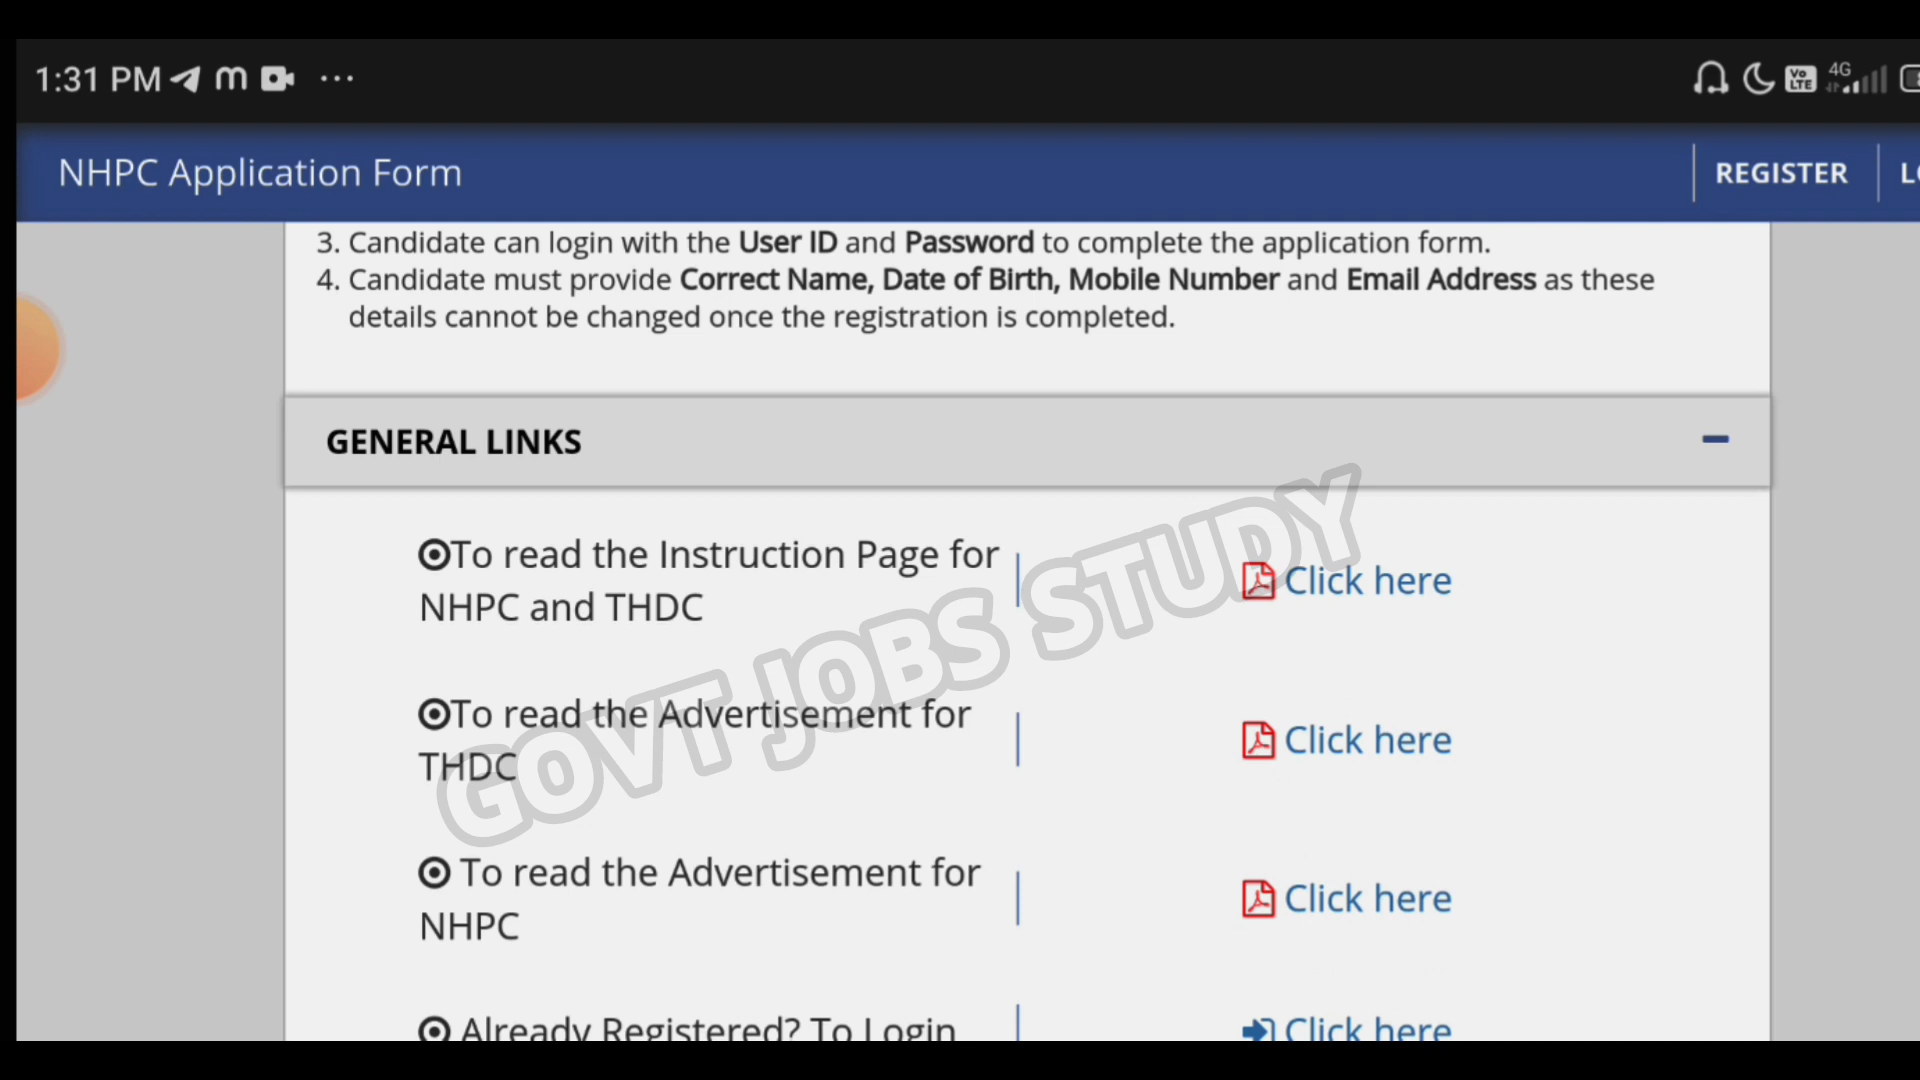 1:31 PM
4G
Vo
LTE
NHPC Application Form
REGISTER
3. Candidate can login with the User ID and Password to complete the application form.
4. Candidate must provide Correct Name, Date of Birth, Mobile Number and Email Address as these
details cannot be changed once the registration is completed.
GENERAL LINKS
To read the Instruction Page for
NHPC and THDC
Click here
To read the Advertisement for
THDC
Click here
To read the Advertisement for
NHPC
Click here
Already Registered? To Login
Click here
GOVT JOBS STUDY